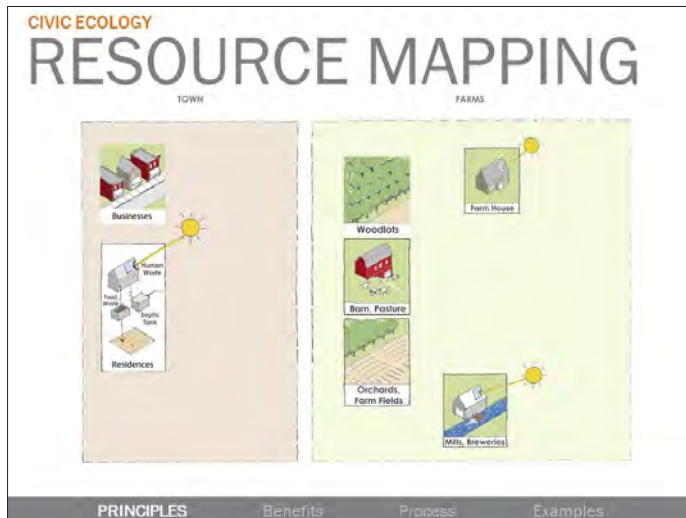 CIVIC ECOLOGY
RESOURCE MAPPING
TOWN
FARMS
Businesses
Human
Waste
Food
Waste
Septic
Tank
Residences
Woodlots
Barn, Pasture
Orchards,
Farm Fields
Farm House
Mills, Breweries
PRINCIPLES Benefits Process Examples